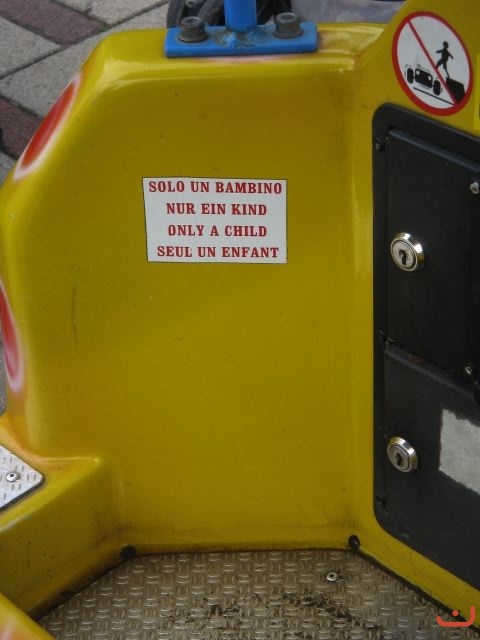 SOLO UN BAMBINO
NUR EIN KIND
ONLY A CHILD
SEUL UN ENFANT